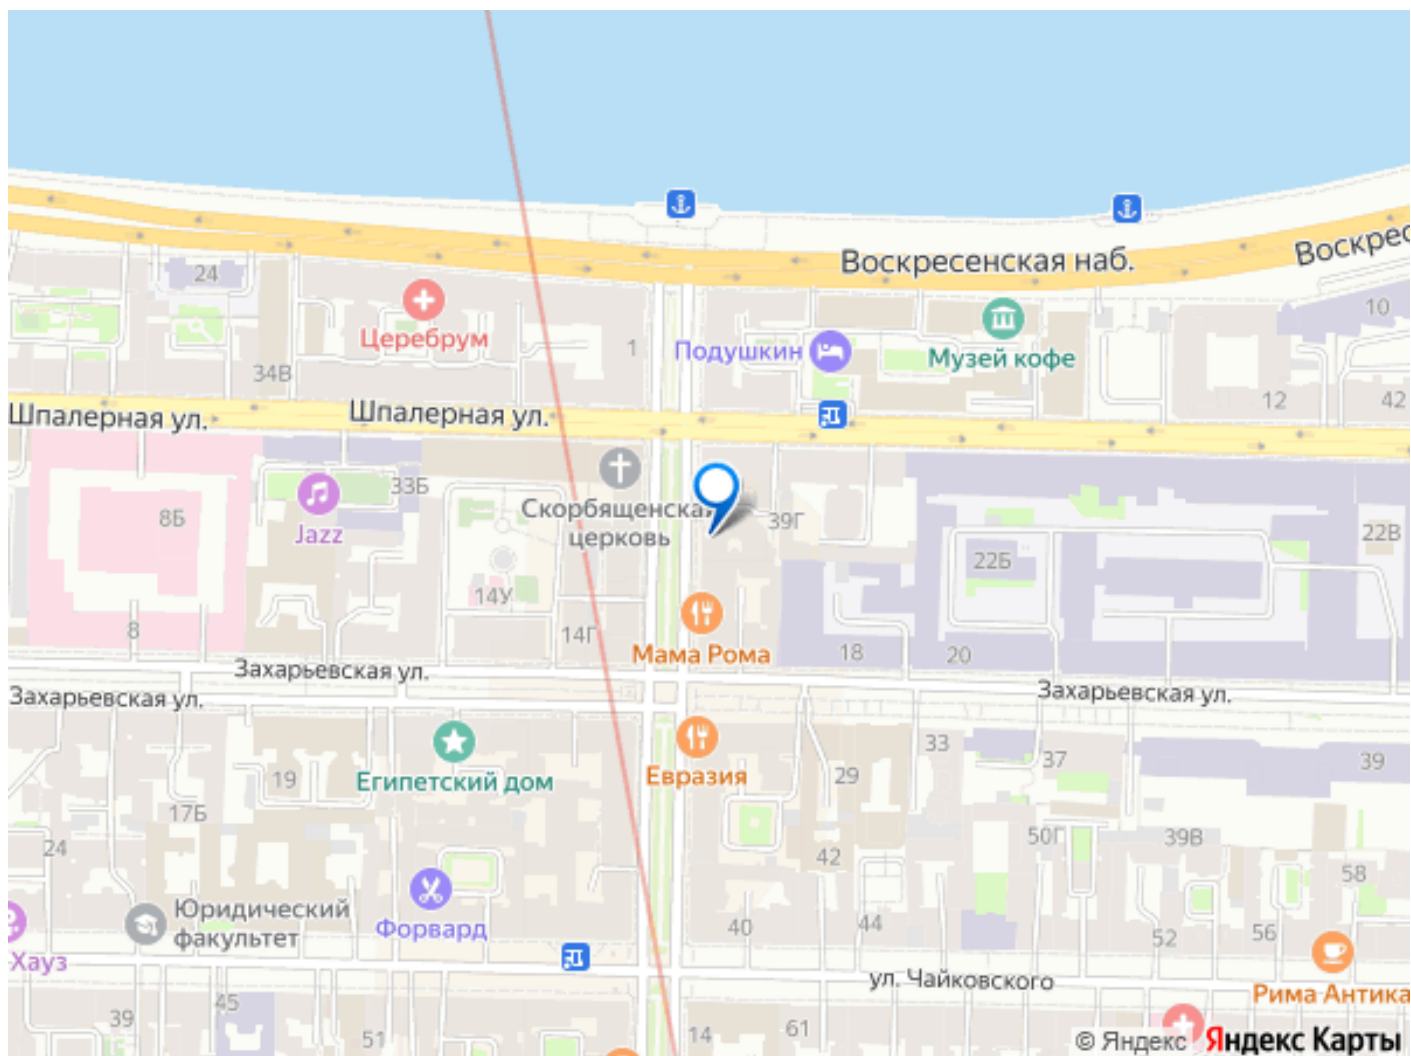 Воскресенская наб.
Воскрес
24
10
Церебрум
1
Подушкин
Музей кофе
34В
12
42
Шпалерная ул.
Шпалерная ул.
33Б
8Б
Jazz
Скорбященская
церковь
39Г
22Б
22В
14У
14Г
8
Мама Рома
18
20
Захарьевская ул.
Захарьевская ул.
Захарьевская ул.
33
37
39
19
Египетский дом
Евразия
29
17Б
24
50Г
39В
42
58
Юридический
факультет
Форвард
40
44
52
56
Хауз
ул. Чайковского
Рима Антика
45
39
51
14
61
© Яндекс Яндекс Карты